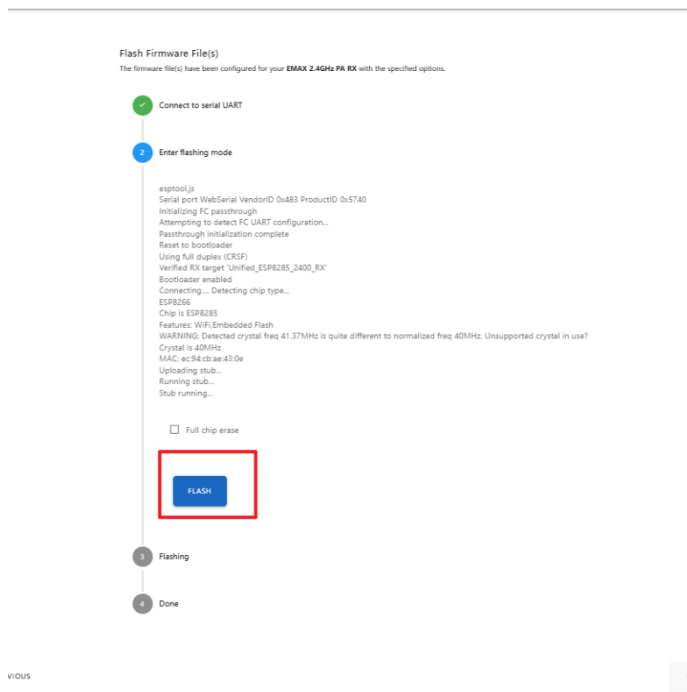 Flash Firmware File(s)
The firmware file(s) have been configured for your EMAX 2.4GHz PA RX with the specified options.
Connect to serial UART
2 Enter flashing mode
esptool.js
Serial port WebSerial VendorID 0x483 ProductID 0x5740
Initializing FC passthrough
Attempting to detect FC UART configuration...
Passthrough initialization complete
Reset to bootloader
Using full duplex (CRSF)
Verified RX target 'Unified_ESP8285_2400_RX'
Bootloader enabled
Connecting.... Detecting chip type...
ESP8266
Chip is ESP8285
Features: WiFi,Embedded Flash
WARNING: Detected crystal freq 41.37MHz is quite different to normalized freq 40MHz. Unsupported crystal in use?
Crystal is 40MHz
MAC: ec:94:cb:ae:43:0e
Uploading stub...
Running stub...
Stub running...
Full chip erase
FLASH
3 Flashing
4 Done
VIOUS